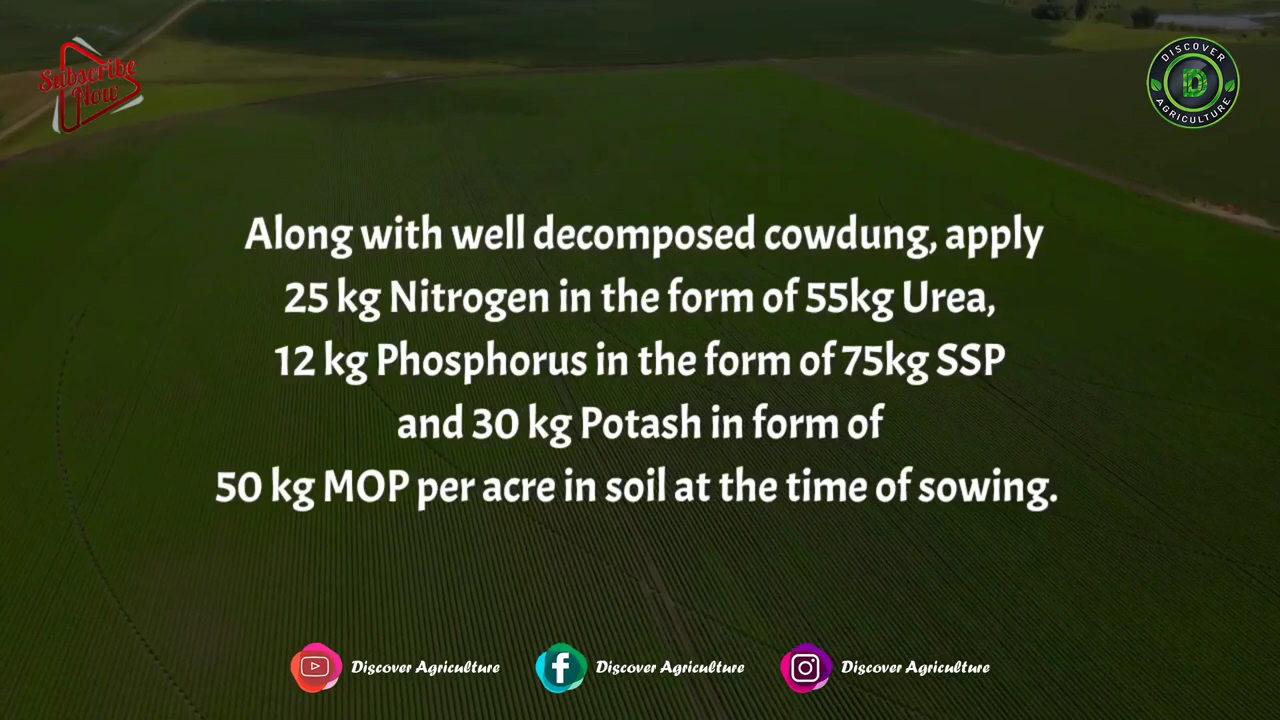 Subscribe
Now
DISCOVER
D
AGRICULTURE
Along with well decomposed cowdung, apply
25 kg Nitrogen in the form of 55kg Urea,
12 kg Phosphorus in the form of 75kg SSP
and 30 kg Potash in form of
50 kg MOP per acre in soil at the time of sowing.
Discover Agriculture
Discover Agriculture
Discover Agriculture